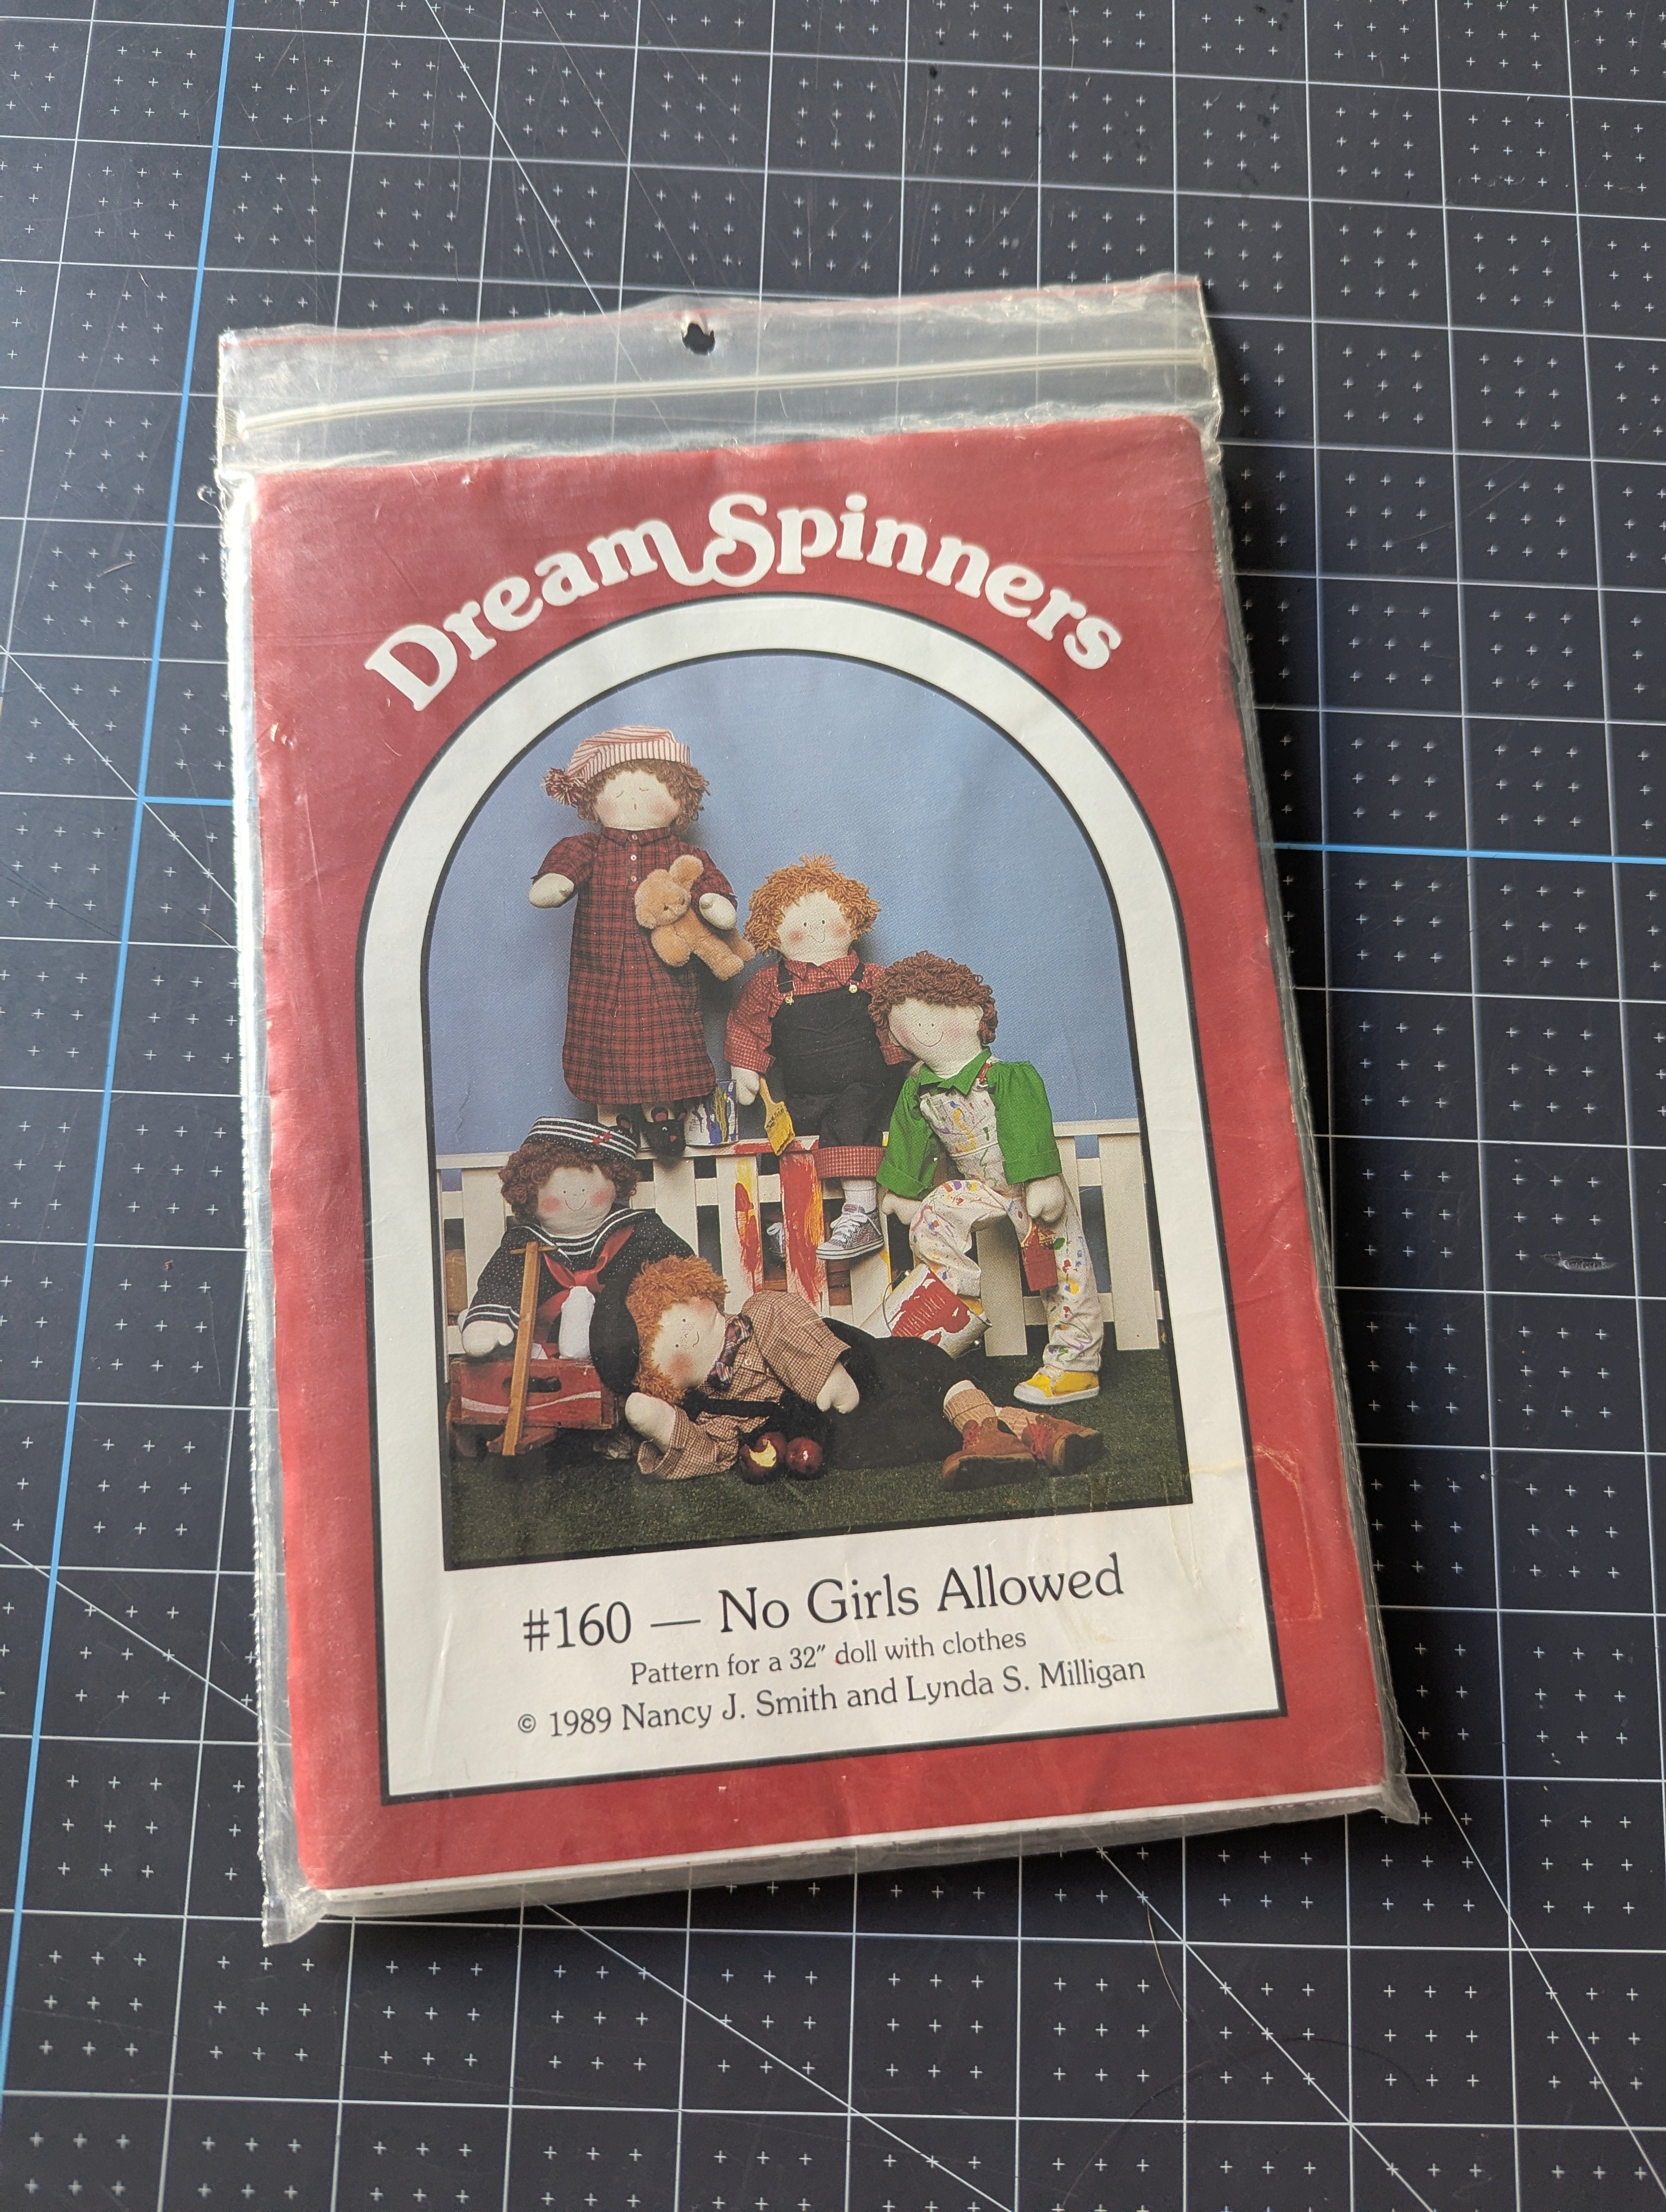 Dream Spinners
#160 — No Girls Allowed
Pattern for a 32″ doll with clothes
© 1989 Nancy J. Smith and Lynda S. Milligan